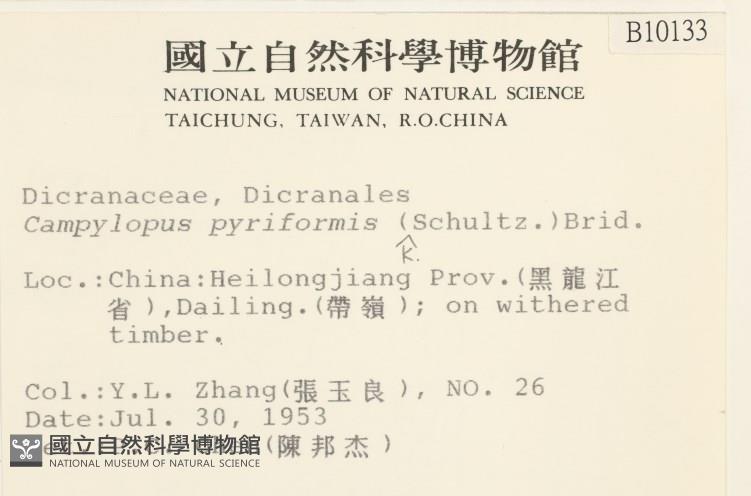 B10133
國立自然科學博物館
NATIONAL MUSEUM OF NATURAL SCIENCE
TAICHUNG, TAIWAN, R.O.CHINA
Dicranaceae, Dicranales
Campylopus pyriformis (Schultz.)Brid.
K.
Loc.:China:Heilongjiang Prov.(黑龍江
省),Dailing.(帶嶺); on withered
timber.
Col.:Y.L. Zhang(張玉良), NO. 26
Date:Jul. 30, 1953
(陳邦杰)
國立自然科學博物館
NATIONAL MUSEUM OF NATURAL SCIENCE